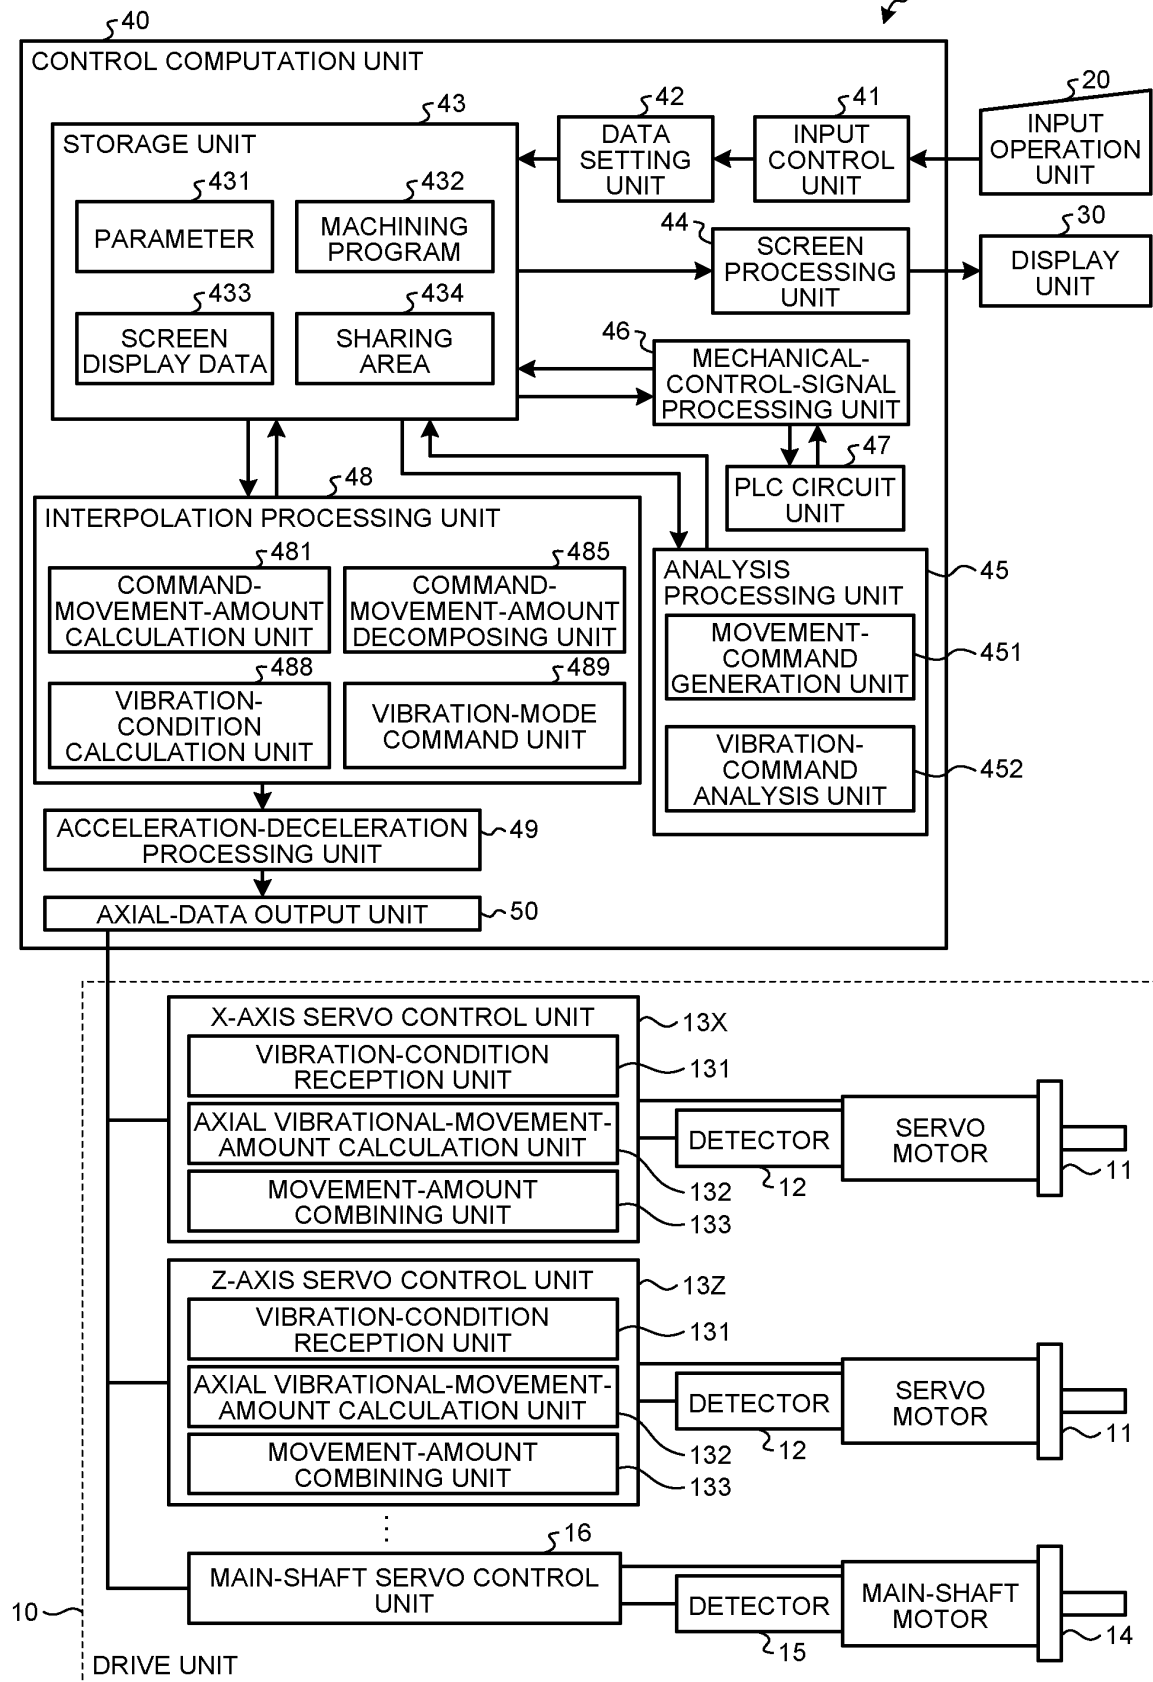 40
CONTROL COMPUTATION UNIT
43
STORAGE UNIT
431
PARAMETER
432
MACHINING
PROGRAM
433
SCREEN
DISPLAY DATA
434
SHARING
AREA
42
DATA
SETTING
UNIT
41
INPUT
CONTROL
UNIT
20
INPUT
OPERATION
UNIT
44
SCREEN
PROCESSING
UNIT
30
DISPLAY
UNIT
46
MECHANICAL-
CONTROL-SIGNAL
PROCESSING UNIT
47
PLC CIRCUIT
UNIT
48
INTERPOLATION PROCESSING UNIT
481
COMMAND-
MOVEMENT-AMOUNT
CALCULATION UNIT
485
COMMAND-
MOVEMENT-AMOUNT
DECOMPOSING UNIT
488
VIBRATION-
CONDITION
CALCULATION UNIT
489
VIBRATION-MODE
COMMAND UNIT
ANALYSIS
PROCESSING UNIT
45
MOVEMENT-
COMMAND
GENERATION UNIT
451
VIBRATION-
COMMAND
ANALYSIS UNIT
452
ACCELERATION-DECELERATION
PROCESSING UNIT
49
AXIAL-DATA OUTPUT UNIT
50
X-AXIS SERVO CONTROL UNIT
13X
VIBRATION-CONDITION
RECEPTION UNIT
131
AXIAL VIBRATIONAL-MOVEMENT-
AMOUNT CALCULATION UNIT
132
MOVEMENT-AMOUNT
COMBINING UNIT
133
DETECTOR
12
SERVO
MOTOR
11
Z-AXIS SERVO CONTROL UNIT
13Z
VIBRATION-CONDITION
RECEPTION UNIT
131
AXIAL VIBRATIONAL-MOVEMENT-
AMOUNT CALCULATION UNIT
132
MOVEMENT-AMOUNT
COMBINING UNIT
133
DETECTOR
12
SERVO
MOTOR
11
16
MAIN-SHAFT SERVO CONTROL
UNIT
DETECTOR
15
MAIN-SHAFT
MOTOR
14
10
DRIVE UNIT